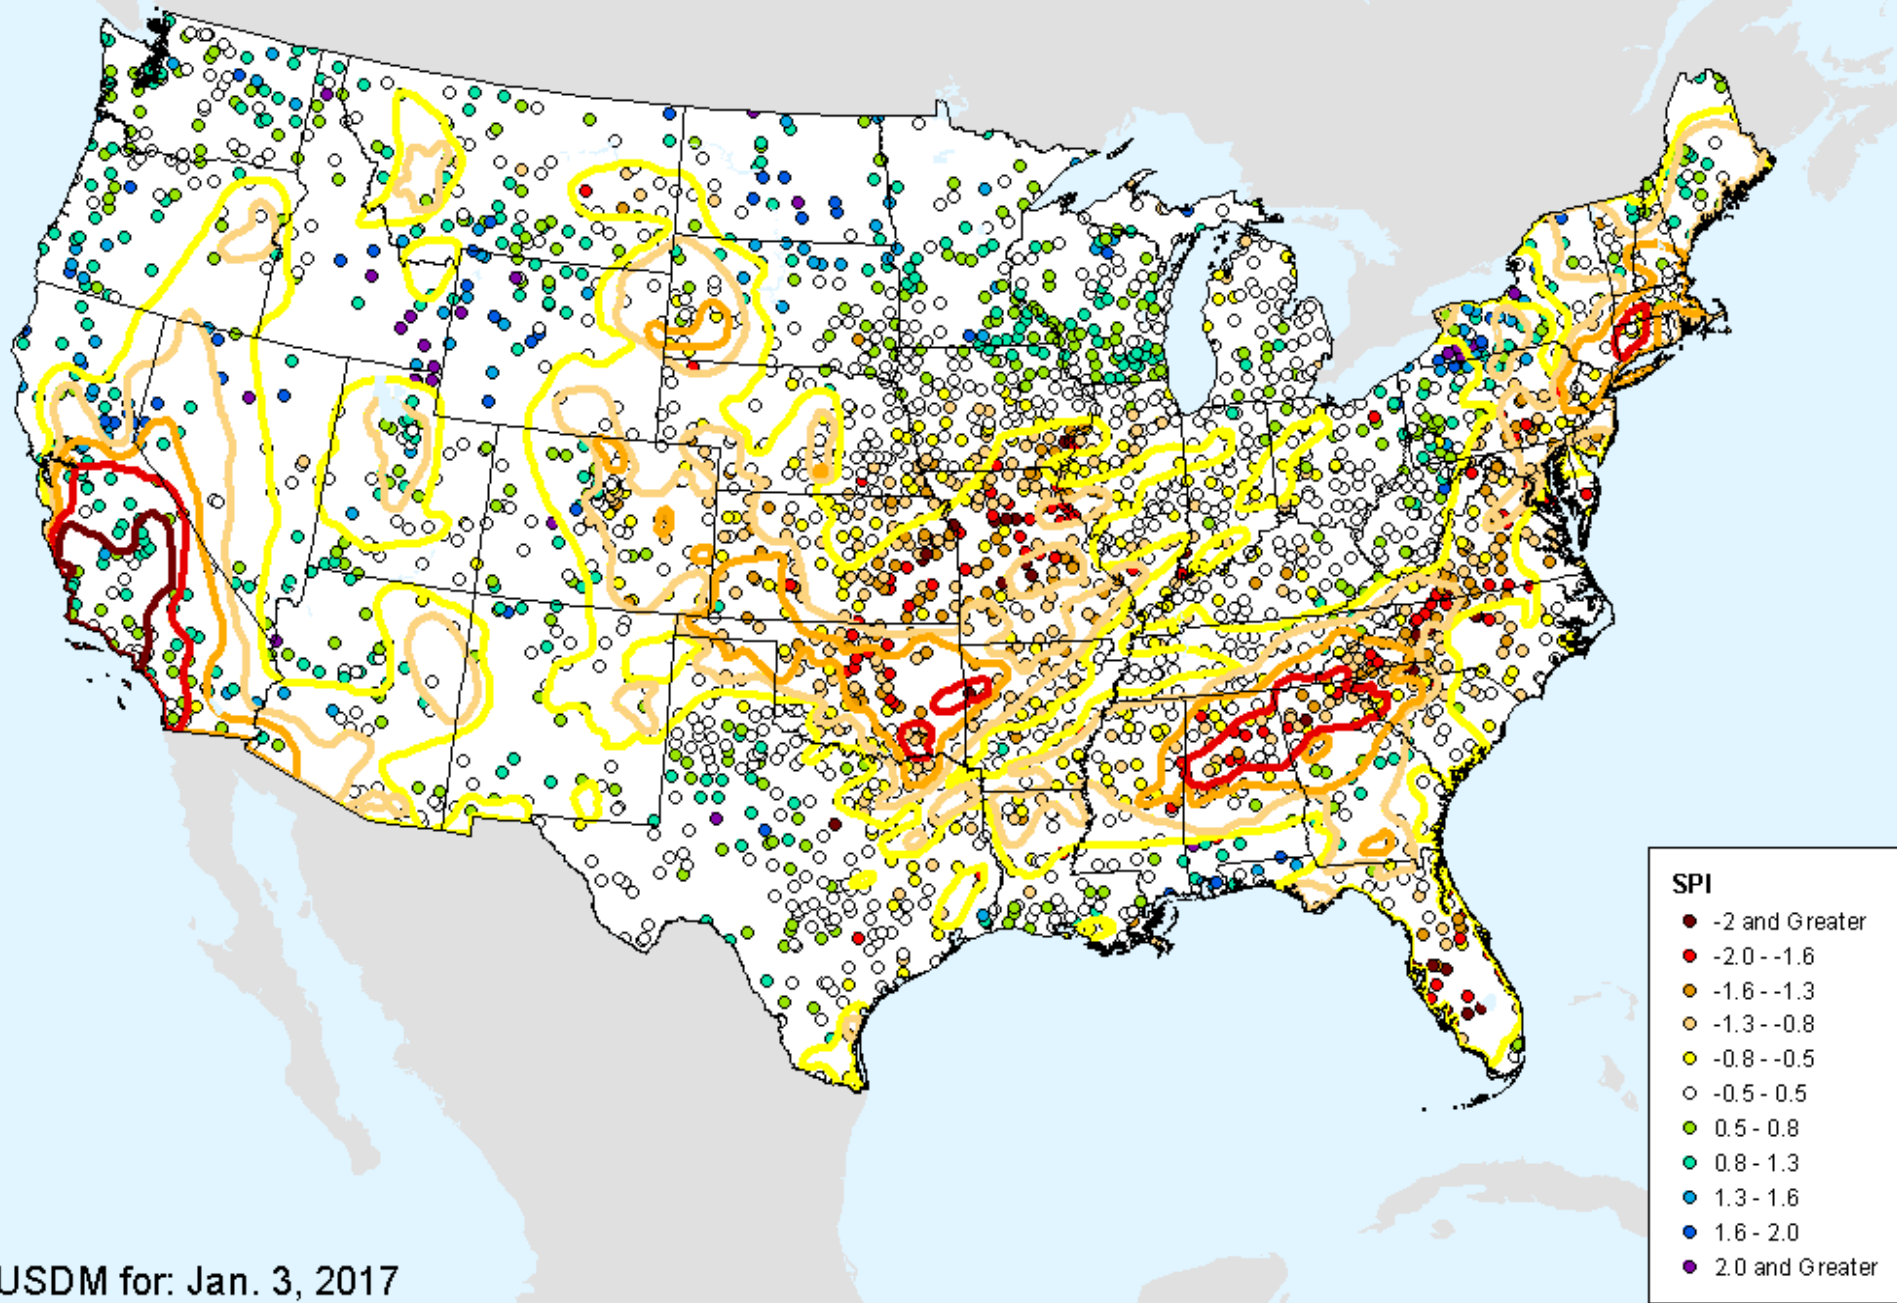 SPI
-2 and Greater
-2.0 - -1.6
-1.6 - -1.3
-1.3 - -0.8
-0.8 - -0.5
-0.5 - 0.5
0.5 - 0.8
0.8 - 1.3
1.3 - 1.6
1.6 - 2.0
2.0 and Greater
USDM for: Jan. 3, 2017